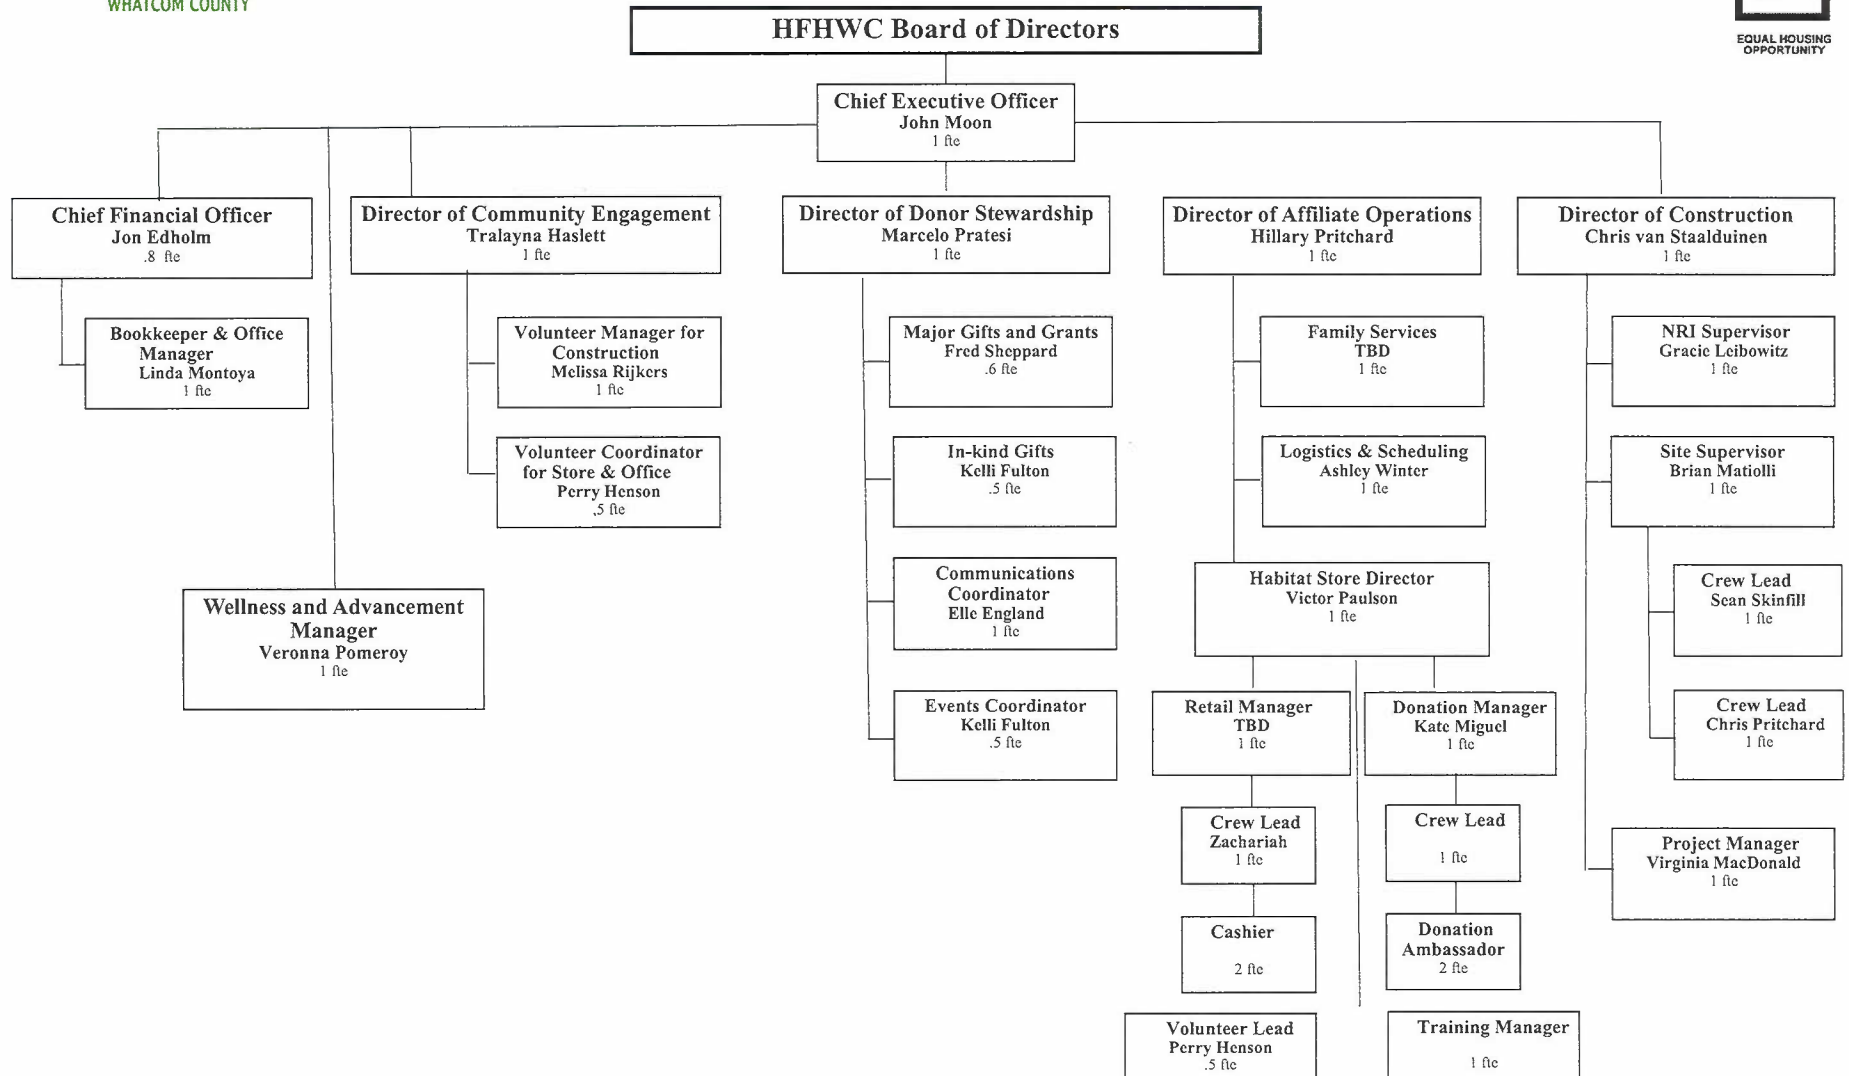 WHATCOM COUNTY
HFHWC Board of Directors
EQUAL HOUSING
OPPORTUNITY
Chief Executive Officer
John Moon
1 fte
Chief Financial Officer
Jon Edholm
.8 fte
Director of Community Engagement
Tralayna Haslett
1 fte
Director of Donor Stewardship
Marcelo Pratesi
1 fte
Director of Affiliate Operations
Hillary Pritchard
1 fte
Director of Construction
Chris van Staalduinen
1 fte
Bookkeeper & Office
Manager
Linda Montoya
1 fte
Volunteer Manager for
Construction
Melissa Rijkers
1 fte
Volunteer Coordinator
for Store & Office
Perry Henson
.5 fte
Wellness and Advancement
Manager
Veronna Pomeroy
1 fte
Major Gifts and Grants
Fred Sheppard
.6 fte
In-kind Gifts
Kelli Fulton
.5 fte
Communications
Coordinator
Elle England
1 fte
Events Coordinator
Kelli Fulton
.5 fte
Family Services
TBD
1 fte
Logistics & Scheduling
Ashley Winter
1 fte
Habitat Store Director
Victor Paulson
1 fte
Retail Manager
TBD
1 fte
Donation Manager
Kate Miguel
1 fte
Crew Lead
Zachariah
1 fte
Crew Lead
1 fte
Cashier
2 fte
Donation
Ambassador
2 fte
Volunteer Lead
Perry Henson
.5 fte
Training Manager
1 fte
NRI Supervisor
Gracie Leibowitz
1 fte
Site Supervisor
Brian Matiolli
1 fte
Crew Lead
Sean Skinfill
1 fte
Crew Lead
Chris Pritchard
1 fte
Project Manager
Virginia MacDonald
1 fte